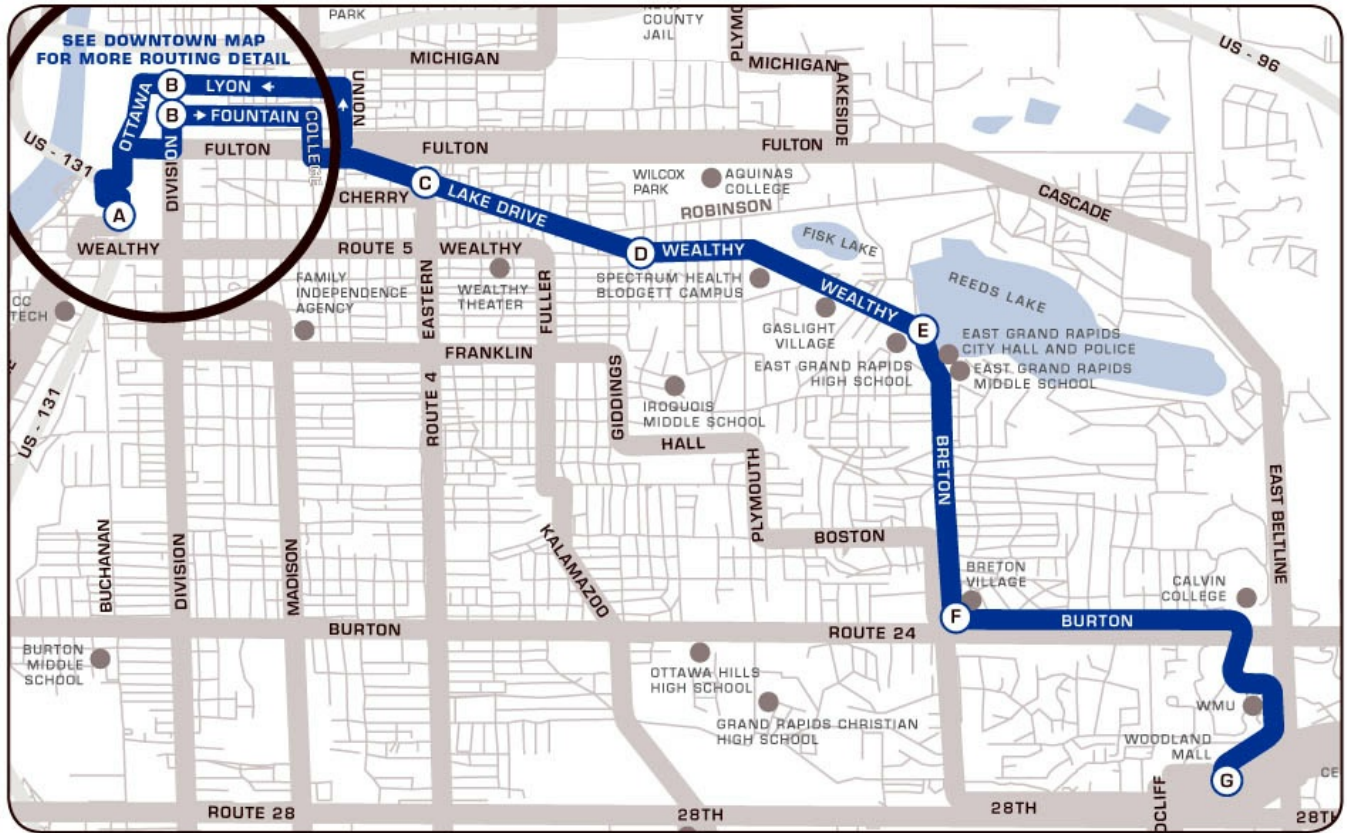 PARK
COUNTY
JAIL
SEE DOWNTOWN MAP
FOR MORE ROUTING DETAIL
MICHIGAN
MICHIGAN
US - 96
B
LYON
UNION
OTTAWA
B
FOUNTAIN
COLLEGE
LAKESIDE
US - 131
DIVISION
FULTON
FULTON
FULTON
A
CHERRY
C
LAKE DRIVE
WILCOX
PARK
AQUINAS
COLLEGE
ROBINSON
CASCADE
WEALTHY
ROUTE 5
WEALTHY
D
WEALTHY
FISK LAKE
FAMILY
INDEPENDENCE
AGENCY
EASTERN
WEALTHY
THEATER
FULLER
SPECTRUM HEALTH
BLODGETT CAMPUS
WEALTHY
REEDS LAKE
TECH
GASLIGHT
VILLAGE
E
EAST GRAND RAPIDS
CITY HALL AND POLICE
FRANKLIN
EAST GRAND RAPIDS
HIGH SCHOOL
EAST GRAND RAPIDS
MIDDLE SCHOOL
US - 131
ROUTE 4
GIDDINGS
IROQUOIS
MIDDLE SCHOOL
HALL
BRETON
PLYMOUTH
EAST BELTLINE
BUCHANAN
DIVISION
MADISON
KALAMAZOO
BOSTON
BRETON
VILLAGE
CALVIN
COLLEGE
BURTON
ROUTE 24
F
BURTON
BURTON
MIDDLE
SCHOOL
OTTAWA HILLS
HIGH SCHOOL
GRAND RAPIDS CHRISTIAN
HIGH SCHOOL
WMU
WOODLAND
MALL
G
ROUTE 28
28TH
28TH
28TH